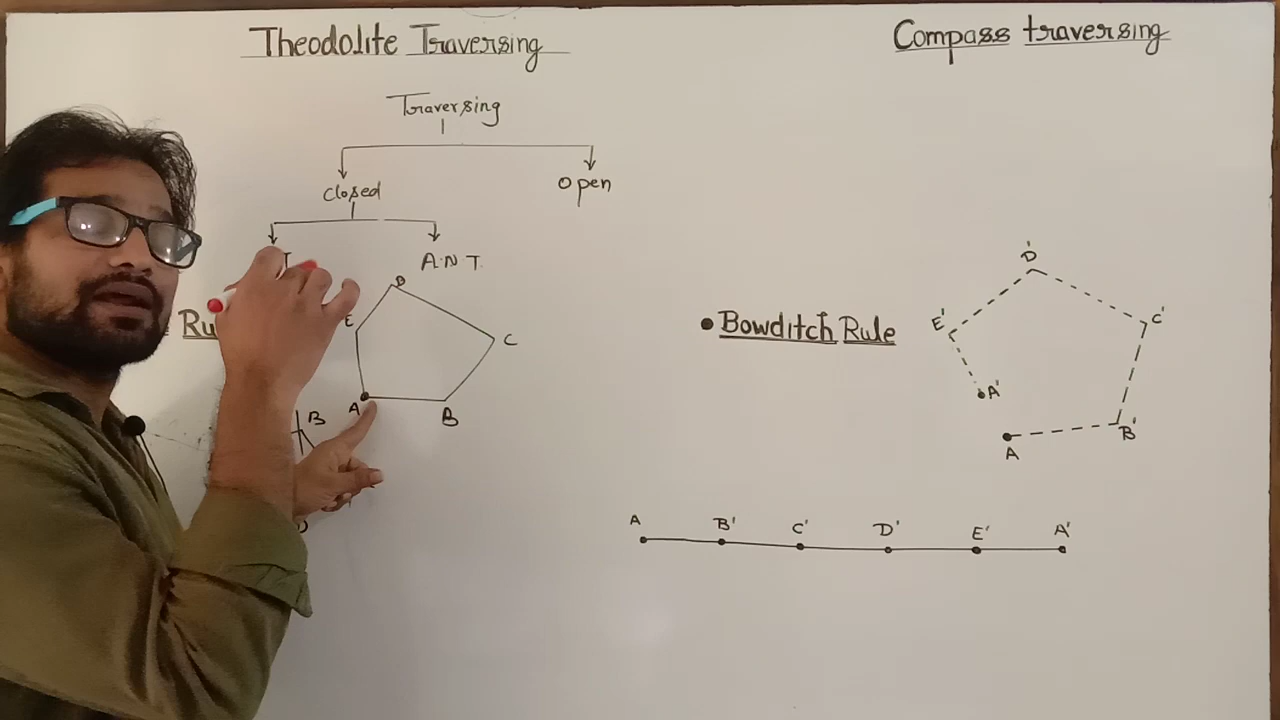 Theodolite Traversing
Compass traversing
Traversing
Closed
Open
A.N T.
D
E
C
A
B
B
• Bowditch Rule
D'
E'
C'
A'
B'
A
A B' C' D' E' A'